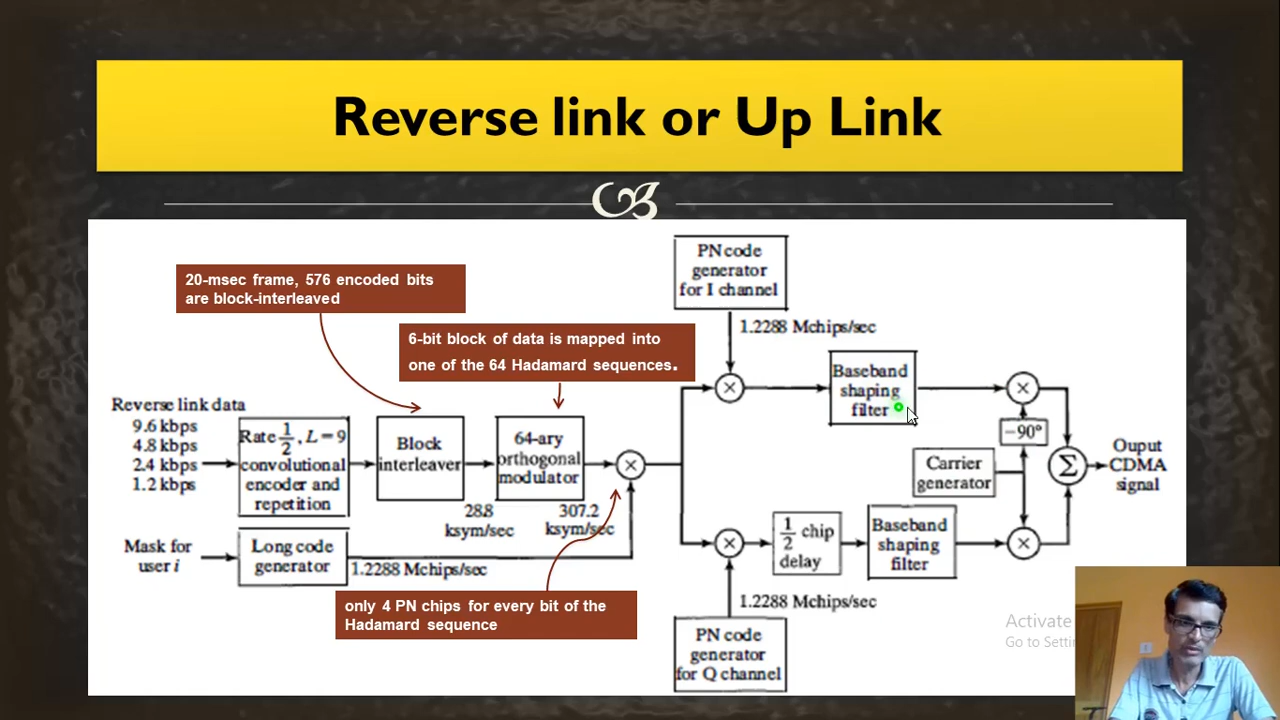 Reverse link or Up Link
PN code
generator
for I channel
20-msec frame, 576 encoded bits
are block-interleaved
1.2288 Mchips/sec
6-bit block of data is mapped into
one of the 64 Hadamard sequences.
Baseband
shaping
filter
Reverse link data
9.6 kbps
4.8 kbps
2.4 kbps
1.2 kbps
Rate 1/2, L = 9
convolutional
encoder and
repetition
Block
interleaver
64-ary
orthogonal
modulator
−90°
Carrier
generator
Σ
Ouput
CDMA
signal
28.8
ksym/sec
307.2
ksym/sec
Mask for
user i
Long code
generator
1.2288 Mchips/sec
1/2 chip
delay
Baseband
shaping
filter
only 4 PN chips for every bit of the
Hadamard sequence
1.2288 Mchips/sec
PN code
generator
for Q channel
Activate
Go to Setti